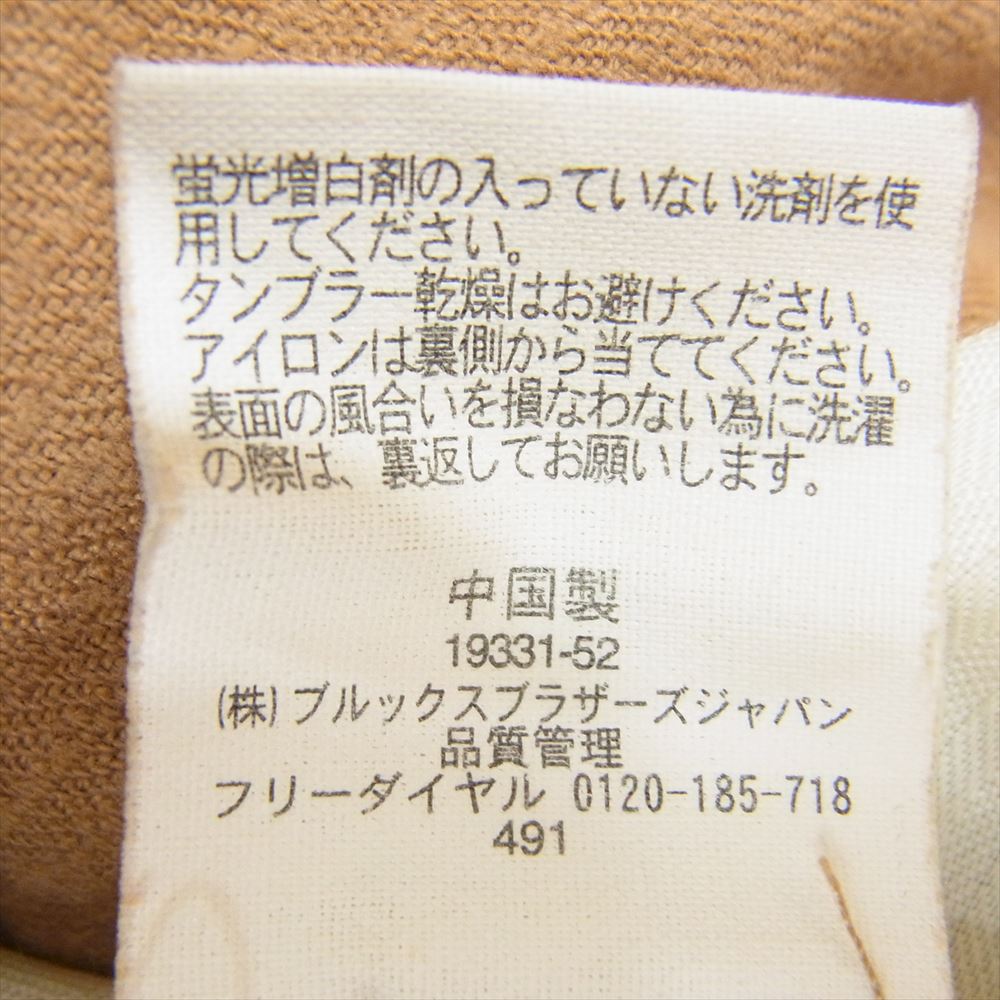 蛍光増白剤の入っていない洗剤を使
用してください。
タンブラー乾燥はお避けください。
アイロンは裏側から当ててください。
表面の風合いを損なわない為に洗濯
の際は、裏返してお願いします。
中国製
19331-52
(株)ブルックスブラザーズジャパン
品質管理
フリーダイヤル 0120-185-718
491